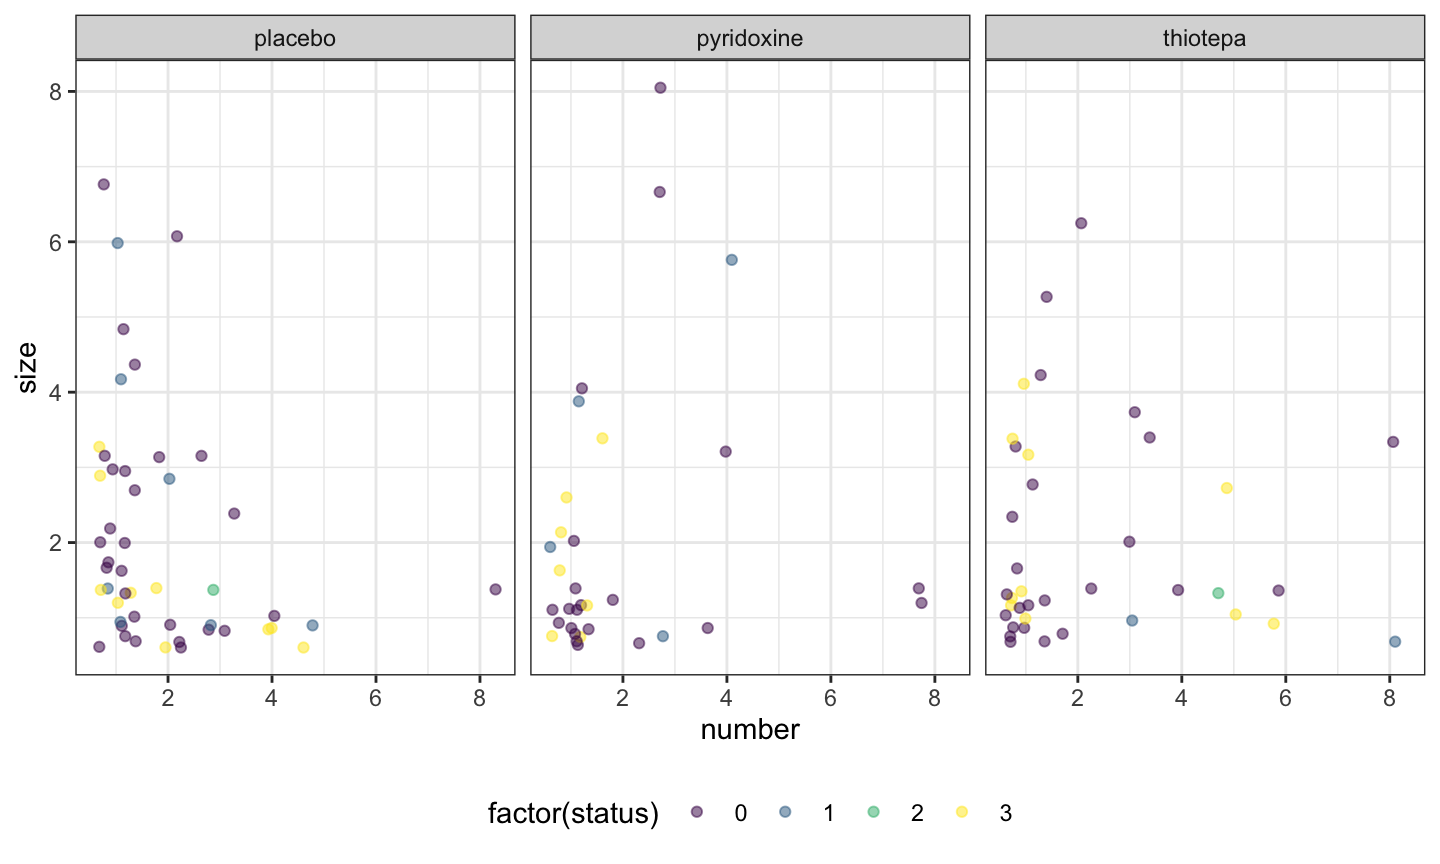 placebo pyridoxine thiotepa
8
6
4
2
size
2 4 6 8 2 4 6 8 2 4 6 8
number
factor(status) 0 1 2 3